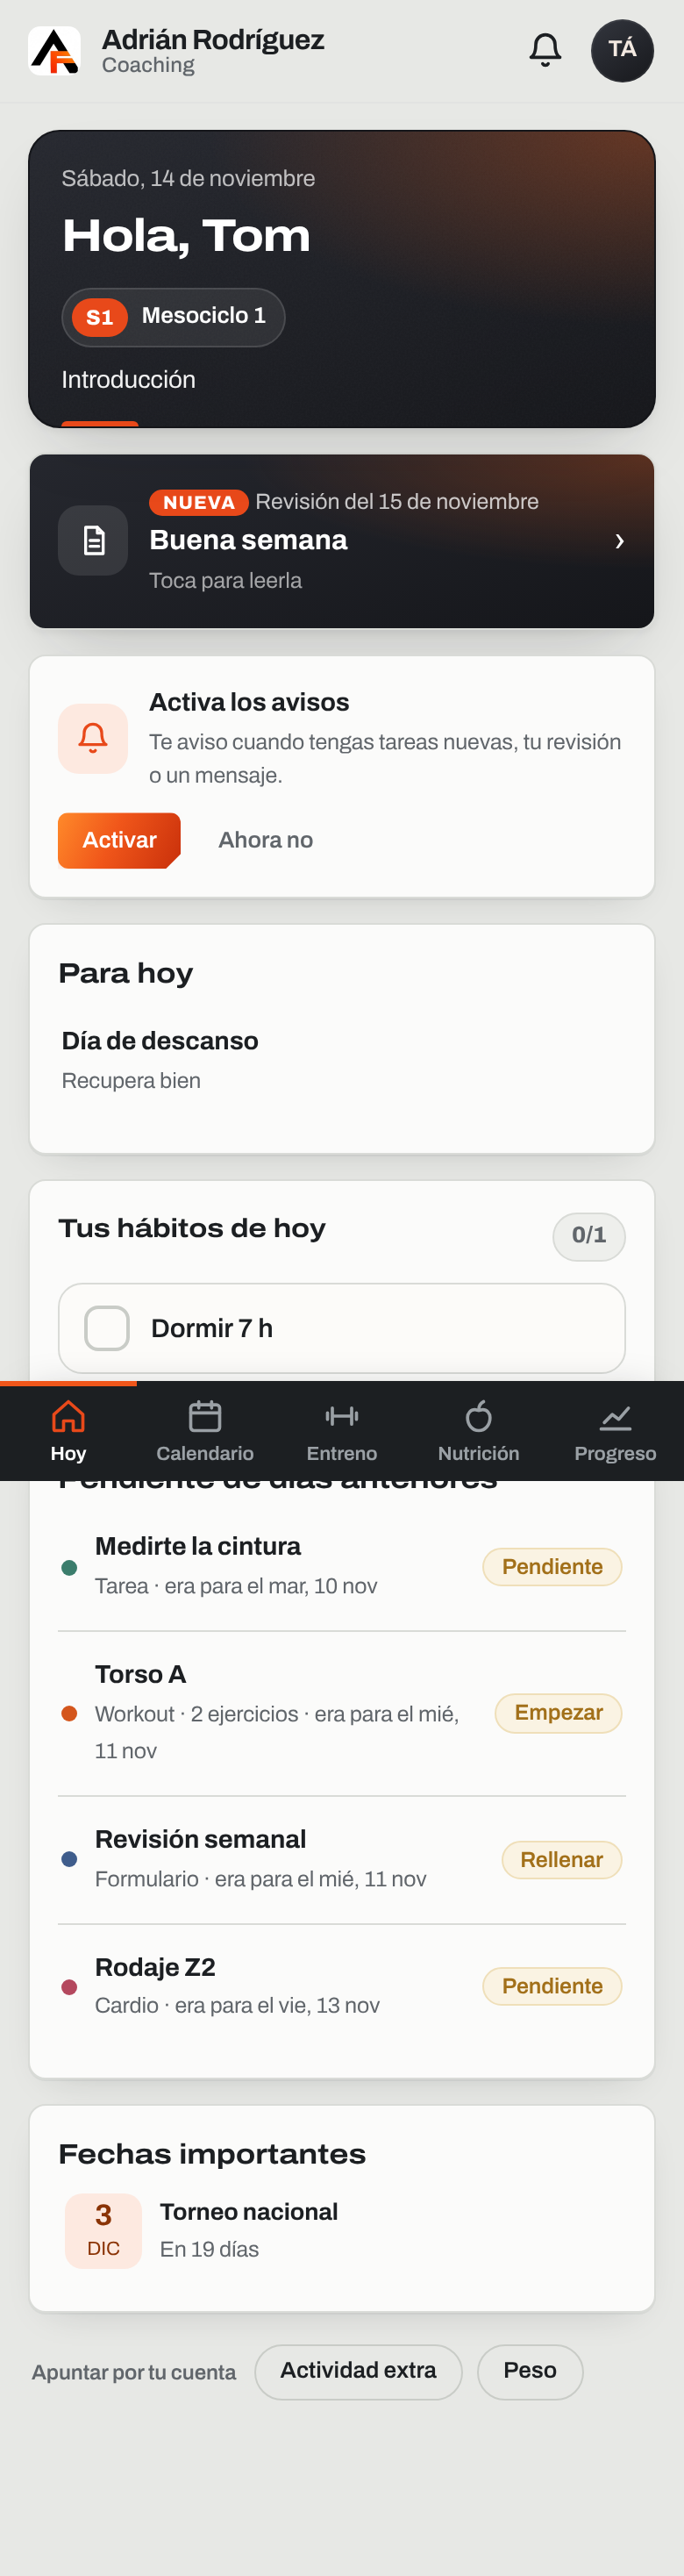 Adrián Rodríguez
Coaching
TÁ
Sábado, 14 de noviembre
Hola, Tom
S1 Mesociclo 1
Introducción
NUEVA Revisión del 15 de noviembre
Buena semana
Toca para leerla
Activa los avisos
Te aviso cuando tengas tareas nuevas, tu revisión
o un mensaje.
Activar Ahora no
Para hoy
Día de descanso
Recupera bien
Tus hábitos de hoy 0/1
Dormir 7 h
Hoy Calendario Entreno Nutrición Progreso
Pendiente de días anteriores
Medirte la cintura
Tarea · era para el mar, 10 nov
Pendiente
Torso A
Workout · 2 ejercicios · era para el mié,
11 nov
Empezar
Revisión semanal
Formulario · era para el mié, 11 nov
Rellenar
Rodaje Z2
Cardio · era para el vie, 13 nov
Pendiente
Fechas importantes
3
DIC
Torneo nacional
En 19 días
Apuntar por tu cuenta Actividad extra Peso